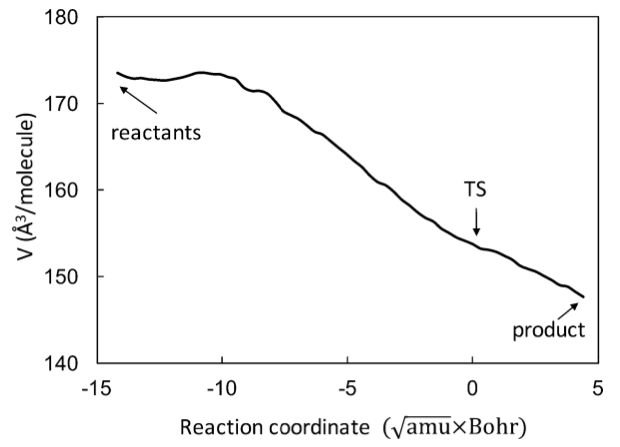 180
170
160
150
140
V (Å³/molecule)
reactants
TS
product
-15 -10 -5 0 5
Reaction coordinate (√amu×Bohr)